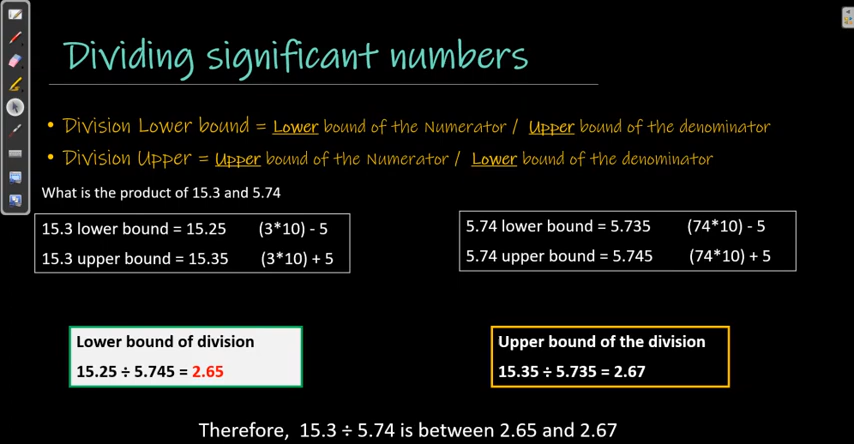 Dividing significant numbers
• Division Lower bound = Lower bound of the Numerator / Upper bound of the denominator
• Division Upper = Upper bound of the Numerator / Lower bound of the denominator
What is the product of 15.3 and 5.74
15.3 lower bound = 15.25 (3*10) - 5
15.3 upper bound = 15.35 (3*10) + 5
5.74 lower bound = 5.735 (74*10) - 5
5.74 upper bound = 5.745 (74*10) + 5
Lower bound of division
15.25 ÷ 5.745 = 2.65
Upper bound of the division
15.35 ÷ 5.735 = 2.67
Therefore, 15.3 ÷ 5.74 is between 2.65 and 2.67